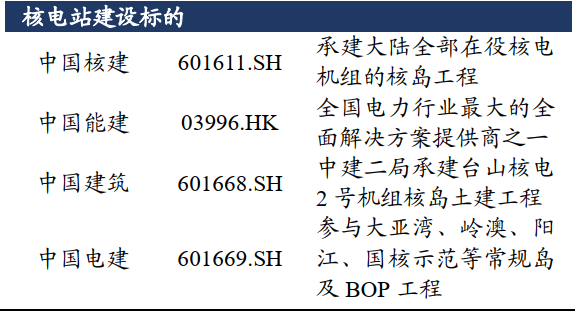 核电站建设标的
中国核建 601611.SH 承建大陆全部在役核电
机组的核岛工程
中国能建 03996.HK 全国电力行业最大的全
面解决方案提供商之一
中国建筑 601668.SH 中建二局承建台山核电
2 号机组核岛土建工程
中国电建 601669.SH 参与大亚湾、岭澳、阳
江、国核示范等常规岛
及 BOP 工程